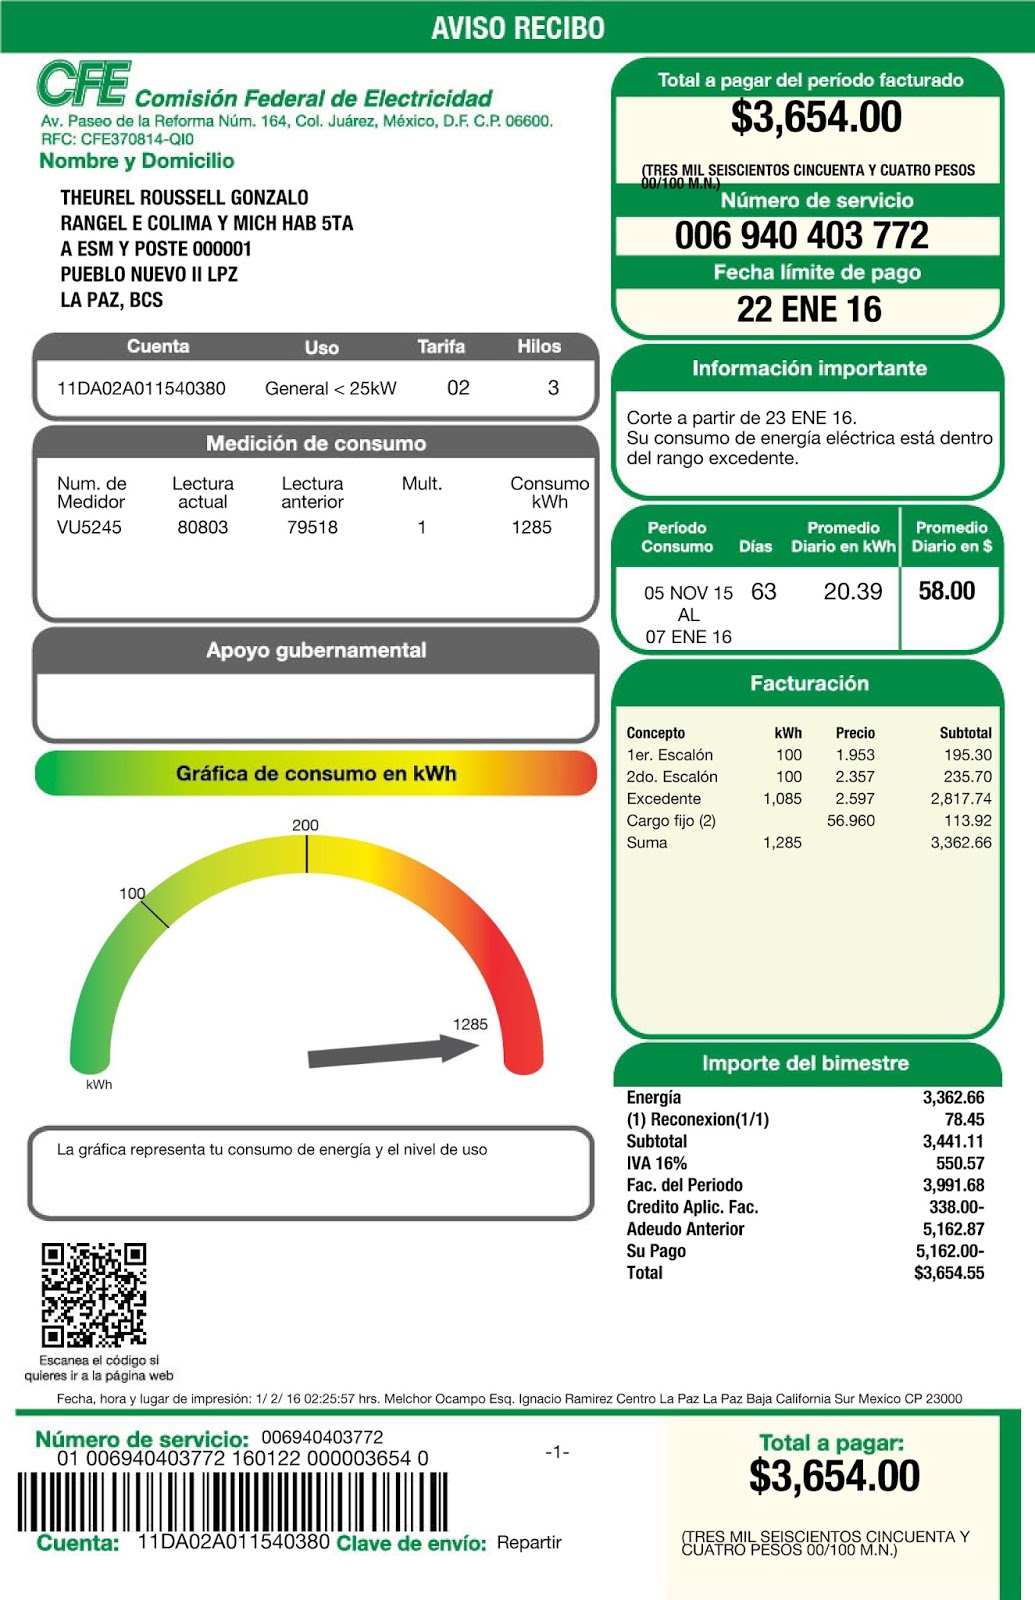 AVISO RECIBO
CFE Comisión Federal de Electricidad
Av. Paseo de la Reforma Núm. 164, Col. Juárez, México, D.F. C.P. 06600.
RFC: CFE370814-QI0
Nombre y Domicilio
THEUREL ROUSSELL GONZALO
RANGEL E COLIMA Y MICH HAB 5TA
A ESM Y POSTE 000001
PUEBLO NUEVO II LPZ
LA PAZ, BCS
Total a pagar del período facturado
$3,654.00
(TRES MIL SEISCIENTOS CINCUENTA Y CUATRO PESOS
00/100 M.N.)
Número de servicio
006 940 403 772
Fecha límite de pago
22 ENE 16
Cuenta Uso Tarifa Hilos
11DA02A011540380 General < 25kW 02 3
Información importante
Corte a partir de 23 ENE 16.
Su consumo de energía eléctrica está dentro
del rango excedente.
Medición de consumo
Num. de Lectura Lectura Mult. Consumo
Medidor actual anterior kWh
VU5245 80803 79518 1 1285
Período Promedio Promedio
Consumo Días Diario en kWh Diario en $
05 NOV 15 63 20.39 58.00
AL
07 ENE 16
Apoyo gubernamental
Facturación
Concepto kWh Precio Subtotal
1er. Escalón 100 1.953 195.30
2do. Escalón 100 2.357 235.70
Excedente 1,085 2.597 2,817.74
Cargo fijo (2) 56.960 113.92
Suma 1,285 3,362.66
Gráfica de consumo en kWh
200
100
1285
kWh
La gráfica representa tu consumo de energía y el nivel de uso
Importe del bimestre
Energía 3,362.66
(1) Reconexion(1/1) 78.45
Subtotal 3,441.11
IVA 16% 550.57
Fac. del Periodo 3,991.68
Credito Aplic. Fac. 338.00-
Adeudo Anterior 5,162.87
Su Pago 5,162.00-
Total $3,654.55
Escanea el código si
quieres ir a la página web
Fecha, hora y lugar de impresión: 1/ 2/ 16 02:25:57 hrs. Melchor Ocampo Esq. Ignacio Ramirez Centro La Paz La Paz Baja California Sur Mexico CP 23000
Número de servicio: 006940403772
01 006940403772 160122 000003654 0
-1-
Cuenta: 11DA02A011540380 Clave de envío: Repartir
Total a pagar:
$3,654.00
(TRES MIL SEISCIENTOS CINCUENTA Y
CUATRO PESOS 00/100 M.N.)